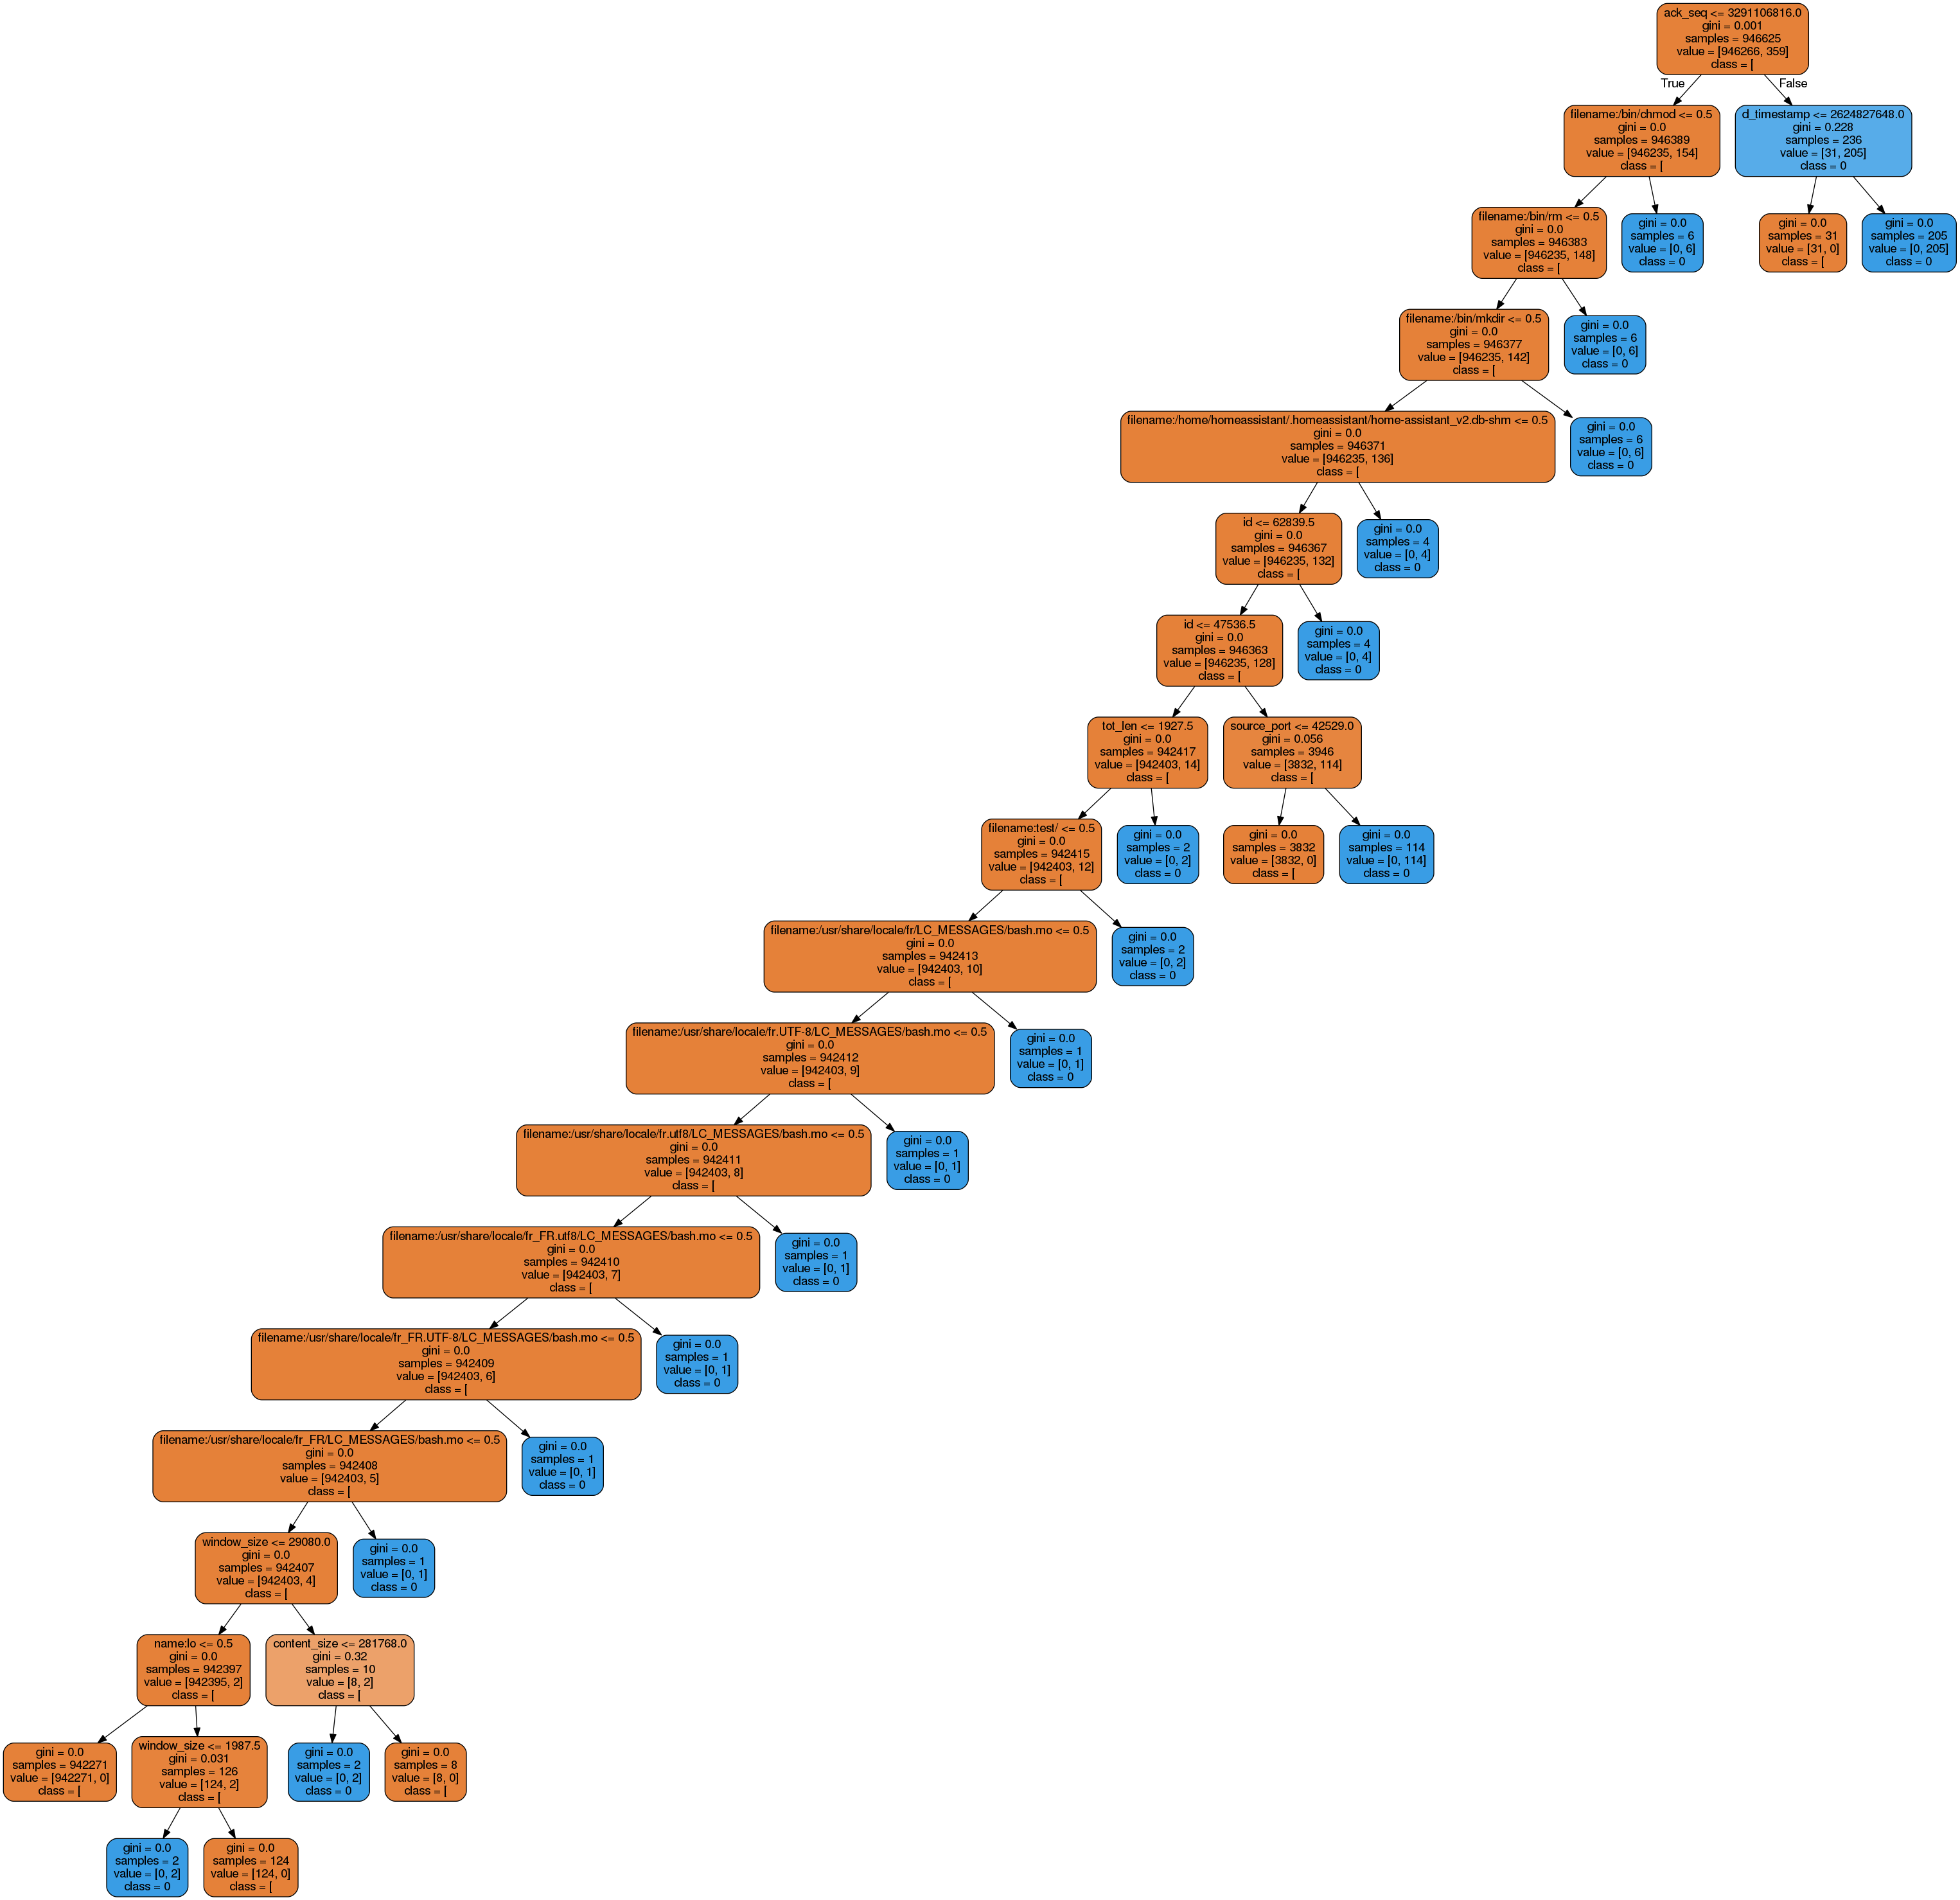 ack_seq <= 3291106816.0
gini = 0.001
samples = 946625
value = [946266, 359]
class = [
True
False
filename:/bin/chmod <= 0.5
gini = 0.0
samples = 946389
value = [946235, 154]
class = [
d_timestamp <= 2624827648.0
gini = 0.228
samples = 236
value = [31, 205]
class = 0
filename:/bin/rm <= 0.5
gini = 0.0
samples = 946383
value = [946235, 148]
class = [
gini = 0.0
samples = 6
value = [0, 6]
class = 0
gini = 0.0
samples = 31
value = [31, 0]
class = [
gini = 0.0
samples = 205
value = [0, 205]
class = 0
filename:/bin/mkdir <= 0.5
gini = 0.0
samples = 946377
value = [946235, 142]
class = [
gini = 0.0
samples = 6
value = [0, 6]
class = 0
filename:/home/homeassistant/.homeassistant/home-assistant_v2.db-shm <= 0.5
gini = 0.0
samples = 946371
value = [946235, 136]
class = [
gini = 0.0
samples = 6
value = [0, 6]
class = 0
id <= 62839.5
gini = 0.0
samples = 946367
value = [946235, 132]
class = [
gini = 0.0
samples = 4
value = [0, 4]
class = 0
id <= 47536.5
gini = 0.0
samples = 946363
value = [946235, 128]
class = [
gini = 0.0
samples = 4
value = [0, 4]
class = 0
tot_len <= 1927.5
gini = 0.0
samples = 942417
value = [942403, 14]
class = [
source_port <= 42529.0
gini = 0.056
samples = 3946
value = [3832, 114]
class = [
filename:test/ <= 0.5
gini = 0.0
samples = 942415
value = [942403, 12]
class = [
gini = 0.0
samples = 2
value = [0, 2]
class = 0
gini = 0.0
samples = 3832
value = [3832, 0]
class = [
gini = 0.0
samples = 114
value = [0, 114]
class = 0
filename:/usr/share/locale/fr/LC_MESSAGES/bash.mo <= 0.5
gini = 0.0
samples = 942413
value = [942403, 10]
class = [
gini = 0.0
samples = 2
value = [0, 2]
class = 0
filename:/usr/share/locale/fr.UTF-8/LC_MESSAGES/bash.mo <= 0.5
gini = 0.0
samples = 942412
value = [942403, 9]
class = [
gini = 0.0
samples = 1
value = [0, 1]
class = 0
filename:/usr/share/locale/fr.utf8/LC_MESSAGES/bash.mo <= 0.5
gini = 0.0
samples = 942411
value = [942403, 8]
class = [
gini = 0.0
samples = 1
value = [0, 1]
class = 0
filename:/usr/share/locale/fr_FR.utf8/LC_MESSAGES/bash.mo <= 0.5
gini = 0.0
samples = 942410
value = [942403, 7]
class = [
gini = 0.0
samples = 1
value = [0, 1]
class = 0
filename:/usr/share/locale/fr_FR.UTF-8/LC_MESSAGES/bash.mo <= 0.5
gini = 0.0
samples = 942409
value = [942403, 6]
class = [
gini = 0.0
samples = 1
value = [0, 1]
class = 0
filename:/usr/share/locale/fr_FR/LC_MESSAGES/bash.mo <= 0.5
gini = 0.0
samples = 942408
value = [942403, 5]
class = [
gini = 0.0
samples = 1
value = [0, 1]
class = 0
window_size <= 29080.0
gini = 0.0
samples = 942407
value = [942403, 4]
class = [
gini = 0.0
samples = 1
value = [0, 1]
class = 0
name:lo <= 0.5
gini = 0.0
samples = 942397
value = [942395, 2]
class = [
content_size <= 281768.0
gini = 0.32
samples = 10
value = [8, 2]
class = [
gini = 0.0
samples = 942271
value = [942271, 0]
class = [
window_size <= 1987.5
gini = 0.031
samples = 126
value = [124, 2]
class = [
gini = 0.0
samples = 2
value = [0, 2]
class = 0
gini = 0.0
samples = 8
value = [8, 0]
class = [
gini = 0.0
samples = 2
value = [0, 2]
class = 0
gini = 0.0
samples = 124
value = [124, 0]
class = [